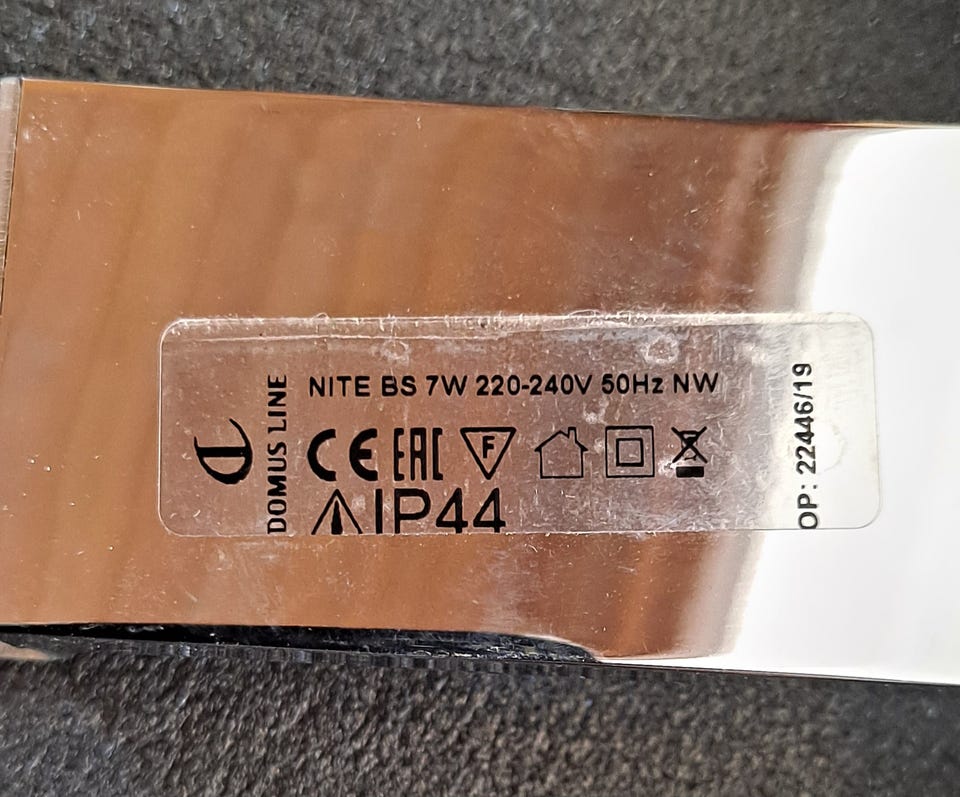 DOMUS LINE
NITE BS 7W 220-240V 50Hz NW
CE EAC F
IP44
OP: 22446/19